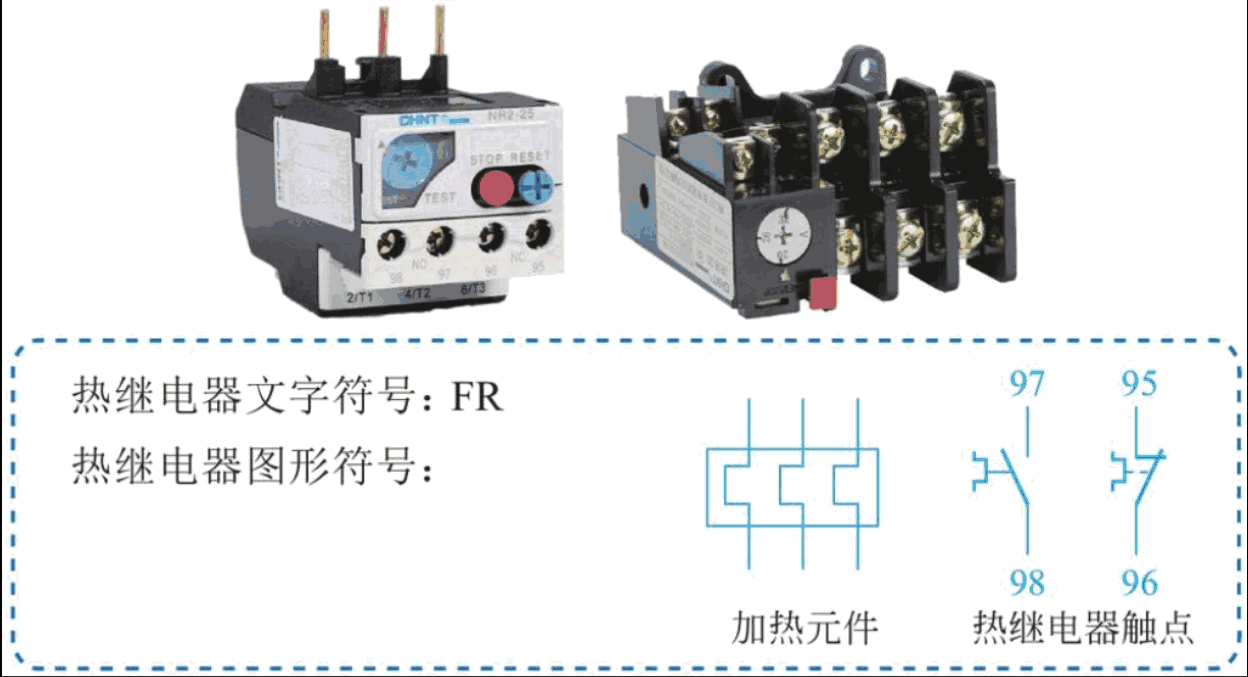 CHNT
NR2-25
STOP RESET
TEST
98 NO 97 96 NC 95
2/T1 4/T2 6/T3
热继电器文字符号：FR
热继电器图形符号：
97 95
98 96
加热元件 热继电器触点